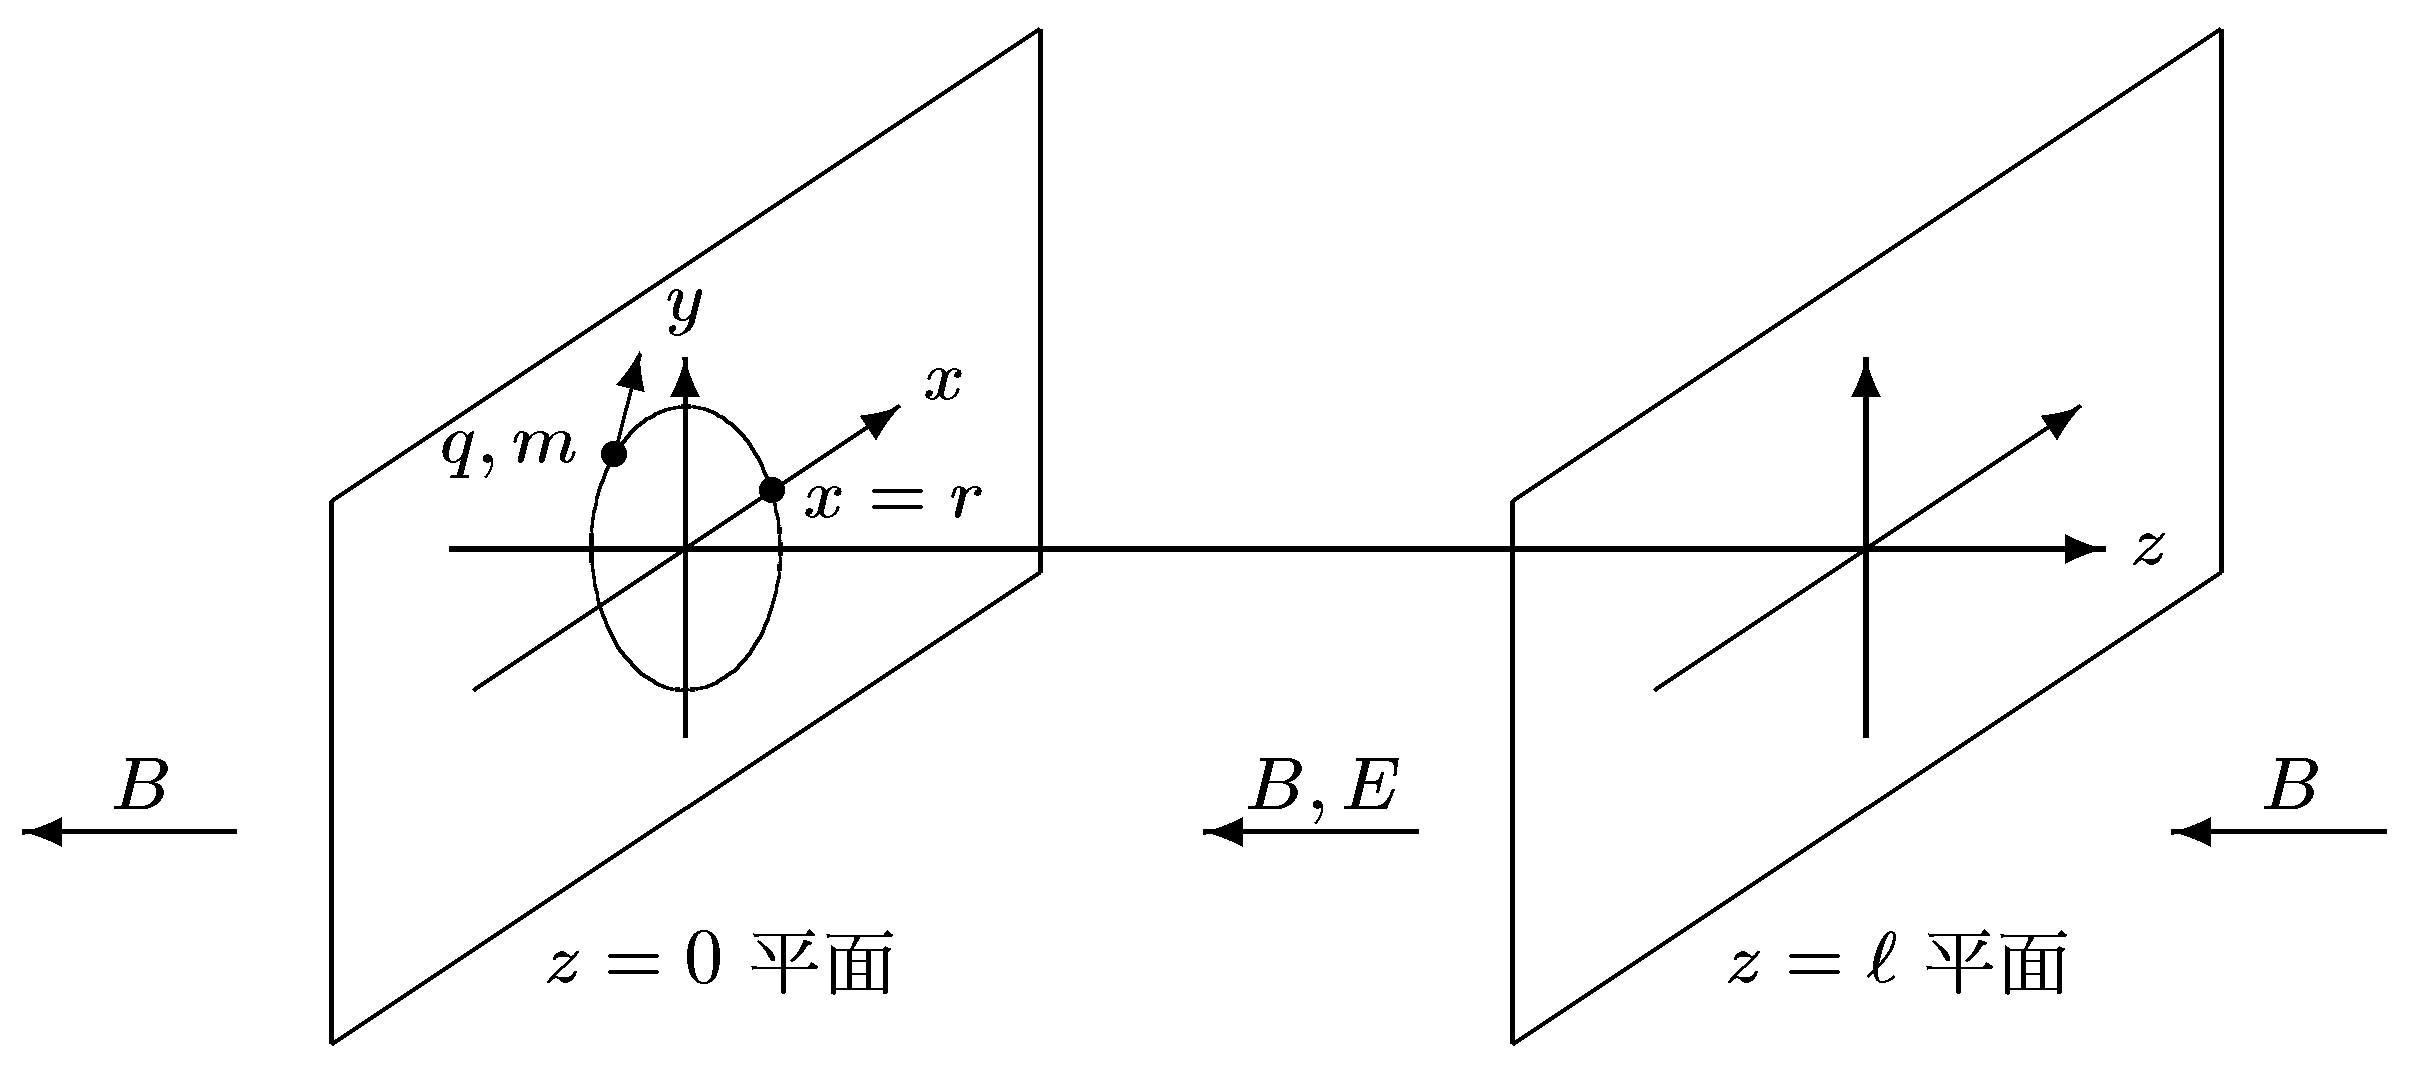 y
x
q, m
x = r
z
B
B, E
B
z = 0 平面
z = ℓ 平面